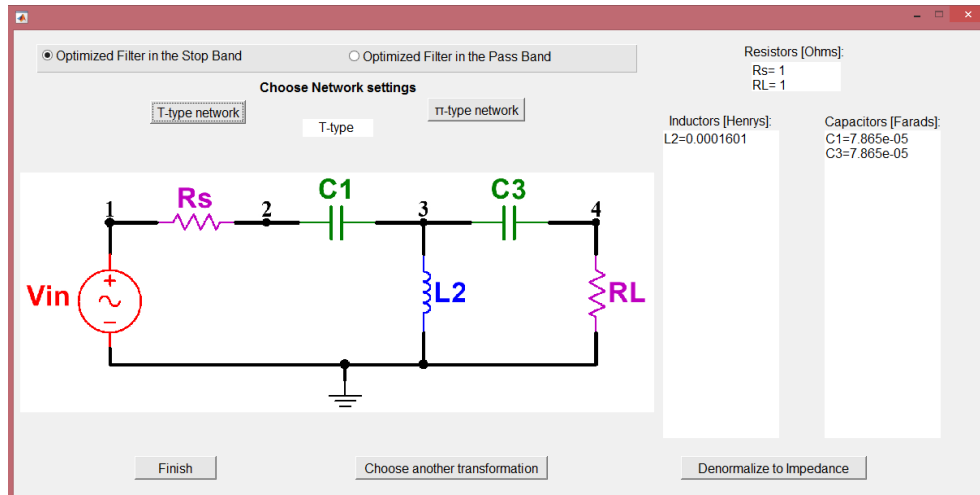 Optimized Filter in the Stop Band
Optimized Filter in the Pass Band
Choose Network settings
T-type network
π-type network
T-type
Resistors [Ohms]:
Rs= 1
RL= 1
Inductors [Henrys]:
L2=0.0001601
Capacitors [Farads]:
C1=7.865e-05
C3=7.865e-05
1
Rs
2
C1
3
C3
4
Vin
L2
RL
Finish
Choose another transformation
Denormalize to Impedance